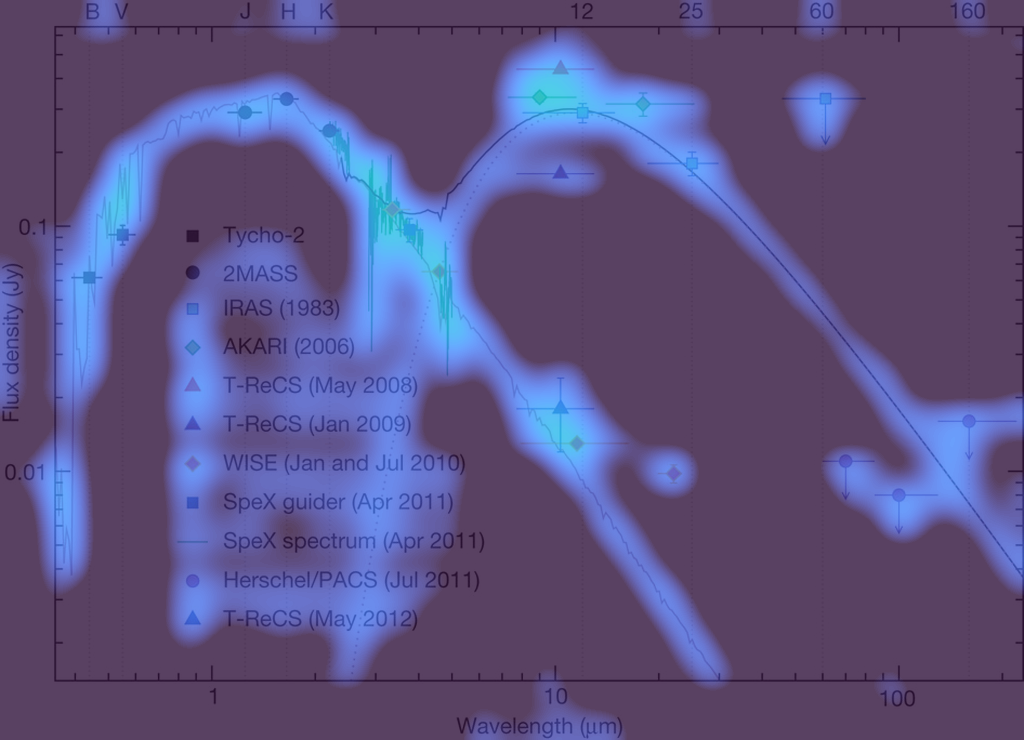 B V J H K 12 25 60 160
0.1
0.01
Flux density (Jy)
Tycho-2
2MASS
IRAS (1983)
AKARI (2006)
T-ReCS (May 2008)
T-ReCS (Jan 2009)
WISE (Jan and Jul 2010)
SpeX guider (Apr 2011)
SpeX spectrum (Apr 2011)
Herschel/PACS (Jul 2011)
T-ReCS (May 2012)
1 10 100
Wavelength (μm)